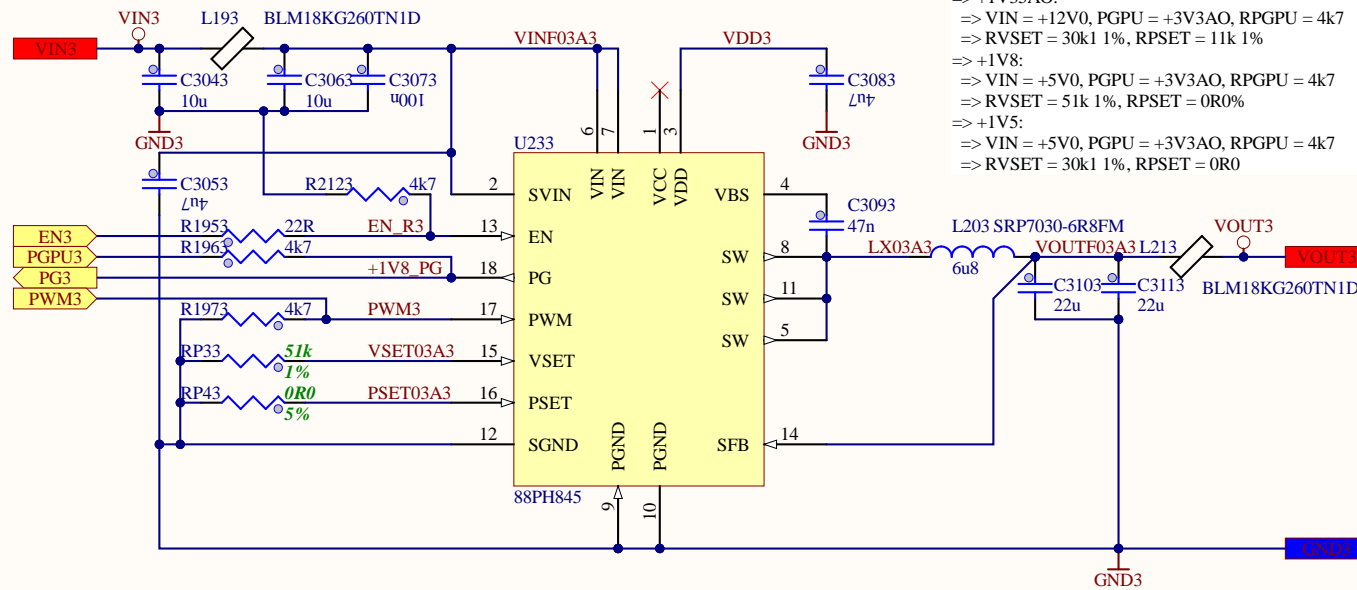 => +1V35AO:
=> VIN = +12V0, PGPU = +3V3AO, RPGPU = 4k7
=> RVSET = 30k1 1%, RPSET = 11k 1%
=> +1V8:
=> VIN = +5V0, PGPU = +3V3AO, RPGPU = 4k7
=> RVSET = 51k 1%, RPSET = 0R0%
=> +1V5:
=> VIN = +5V0, PGPU = +3V3AO, RPGPU = 4k7
=> RVSET = 30k1 1%, RPSET = 0R0
VIN3
VIN3
L193
BLM18KG260TN1D
VINF03A3
VDD3
C3043
10u
C3063
10u
C3073
100n
C3083
4u7
GND3
GND3
C3053
4u7
U233
6
7
1
3
VIN
VIN
VCC
VDD
2
SVIN
VBS
4
R2123
4k7
C3093
47n
EN3
R1953
22R
EN_R3
13
EN
PGPU3
R1963
4k7
PG3
+1V8_PG
18
PG
PWM3
R1973
4k7
PWM3
17
PWM
RP33
51k
1%
VSET03A3
15
VSET
RP43
0R0
5%
PSET03A3
16
PSET
12
SGND
SW
8
SW
11
SW
5
SFB
14
PGND
PGND
9
10
88PH845
LX03A3
L203 SRP7030-6R8FM
6u8
VOUTF03A3
L213
VOUT3
VOUT3
BLM18KG260TN1D
C3103
22u
C3113
22u
GND3
GND3